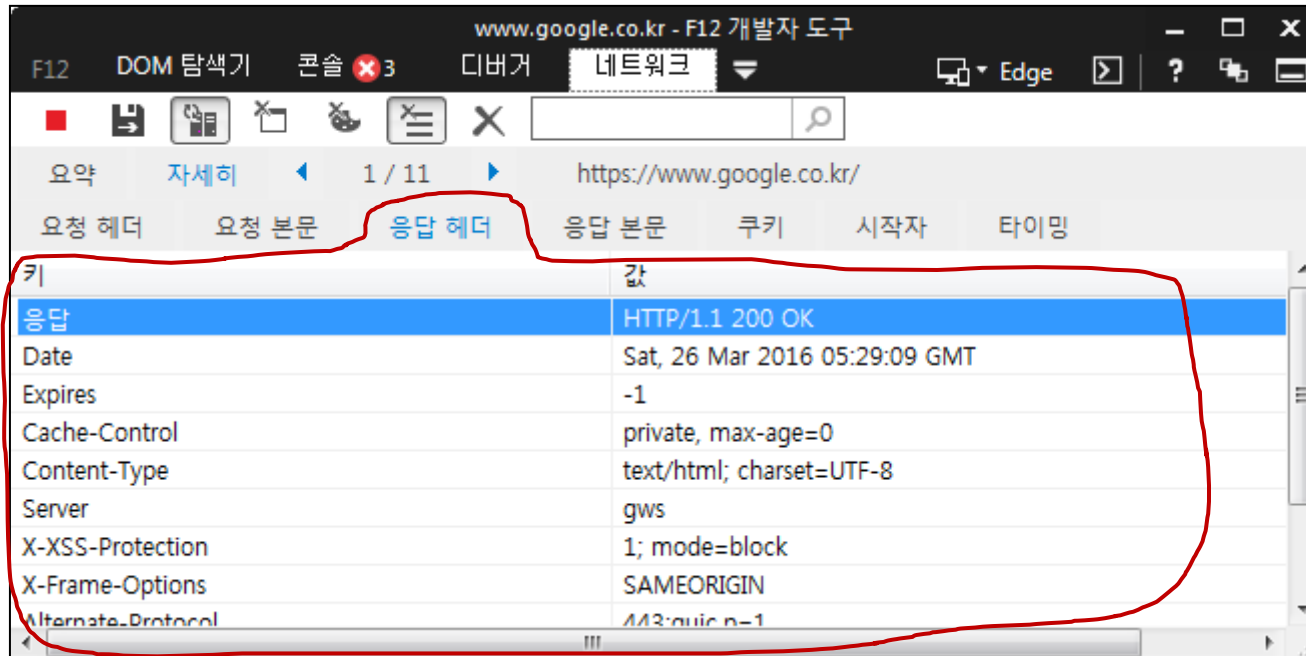 www.google.co.kr - F12 개발자 도구
F12 DOM 탐색기 콘솔 3 디버거 네트워크 Edge ?
요약 자세히 1 / 11 https://www.google.co.kr/
요청 헤더 요청 본문 응답 헤더 응답 본문 쿠키 시작자 타이밍
키 값
응답 HTTP/1.1 200 OK
Date Sat, 26 Mar 2016 05:29:09 GMT
Expires -1
Cache-Control private, max-age=0
Content-Type text/html; charset=UTF-8
Server gws
X-XSS-Protection 1; mode=block
X-Frame-Options SAMEORIGIN
Alternate-Protocol 443:quic,p=1